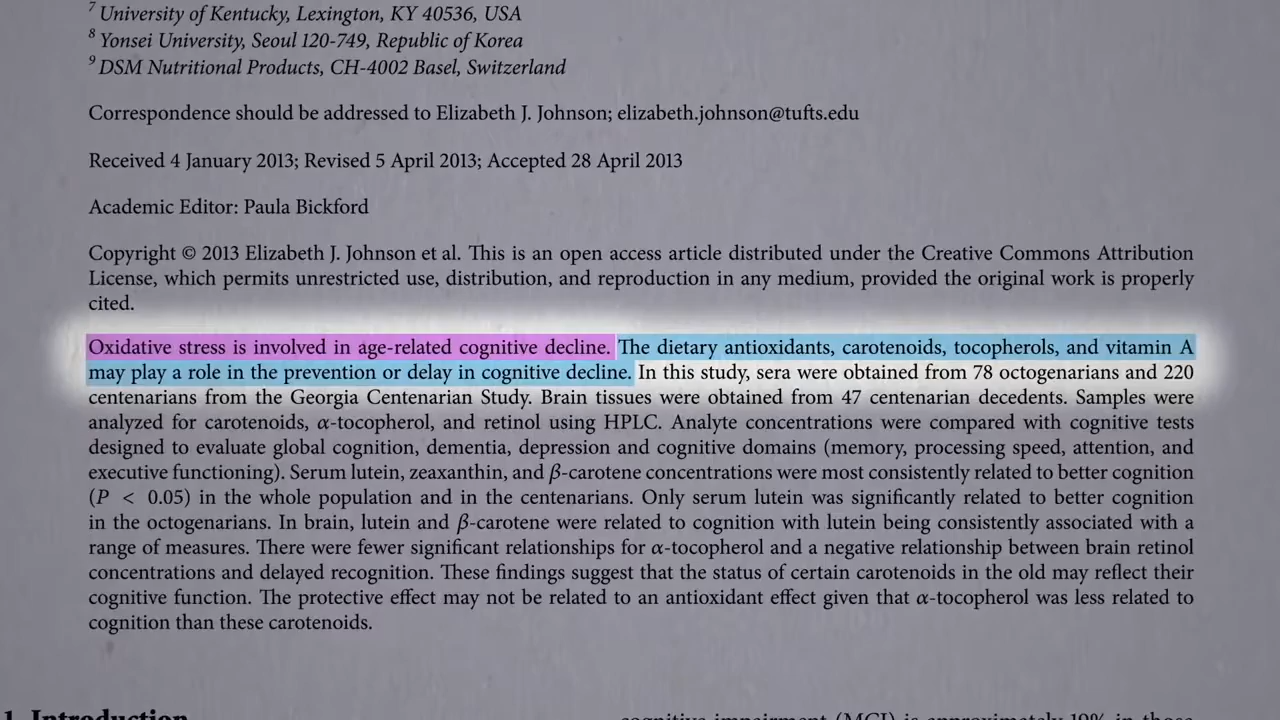 7 University of Kentucky, Lexington, KY 40536, USA
8 Yonsei University, Seoul 120-749, Republic of Korea
9 DSM Nutritional Products, CH-4002 Basel, Switzerland
Correspondence should be addressed to Elizabeth J. Johnson; elizabeth.johnson@tufts.edu
Received 4 January 2013; Revised 5 April 2013; Accepted 28 April 2013
Academic Editor: Paula Bickford
Copyright © 2013 Elizabeth J. Johnson et al. This is an open access article distributed under the Creative Commons Attribution
License, which permits unrestricted use, distribution, and reproduction in any medium, provided the original work is properly
cited.
Oxidative stress is involved in age-related cognitive decline. The dietary antioxidants, carotenoids, tocopherols, and vitamin A
may play a role in the prevention or delay in cognitive decline. In this study, sera were obtained from 78 octogenarians and 220
centenarians from the Georgia Centenarian Study. Brain tissues were obtained from 47 centenarian decedents. Samples were
analyzed for carotenoids, α-tocopherol, and retinol using HPLC. Analyte concentrations were compared with cognitive tests
designed to evaluate global cognition, dementia, depression and cognitive domains (memory, processing speed, attention, and
executive functioning). Serum lutein, zeaxanthin, and β-carotene concentrations were most consistently related to better cognition
(P < 0.05) in the whole population and in the centenarians. Only serum lutein was significantly related to better cognition
in the octogenarians. In brain, lutein and β-carotene were related to cognition with lutein being consistently associated with a
range of measures. There were fewer significant relationships for α-tocopherol and a negative relationship between brain retinol
concentrations and delayed recognition. These findings suggest that the status of certain carotenoids in the old may reflect their
cognitive function. The protective effect may not be related to an antioxidant effect given that α-tocopherol was less related to
cognition than these carotenoids.
1. Introduction
cognitive impairment (MCI) is approximately 19% in those